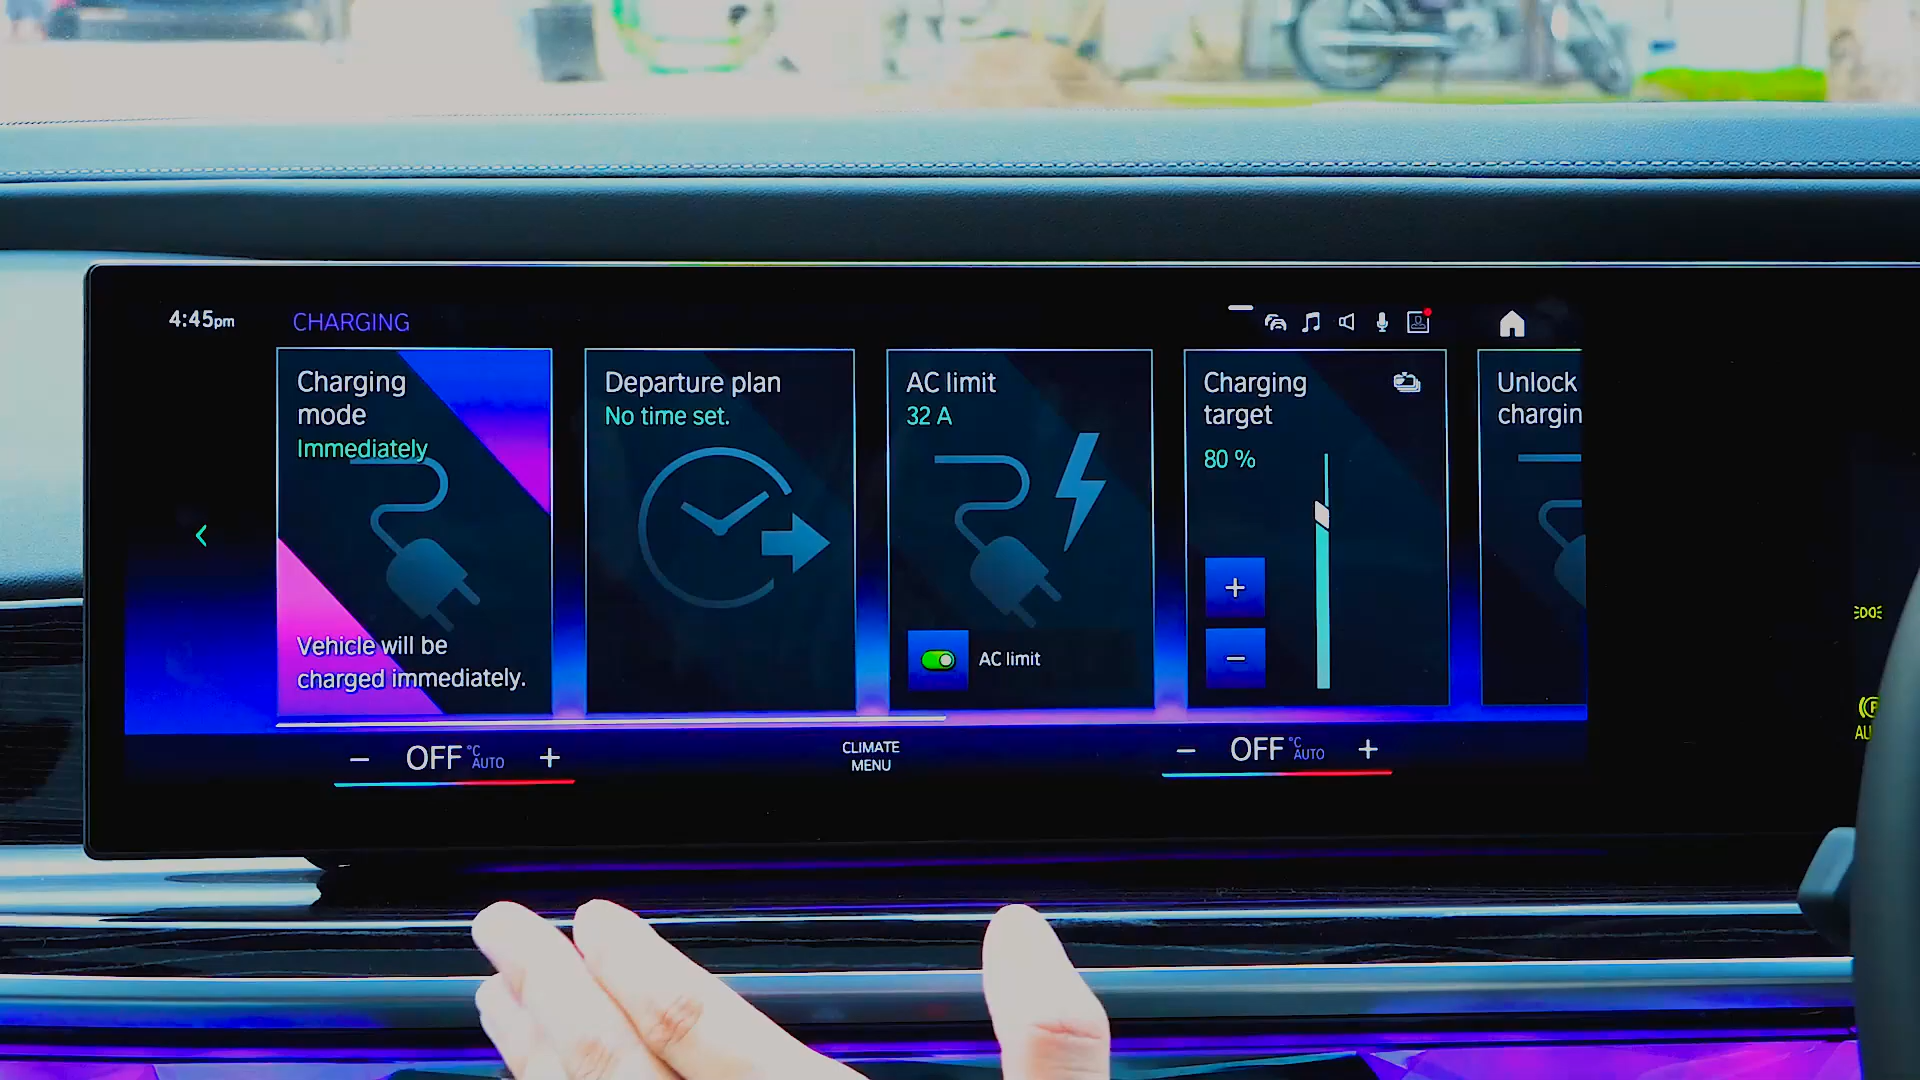 4:45pm
CHARGING
Charging
mode
Immediately
Vehicle will be
charged immediately.
Departure plan
No time set.
AC limit
32 A
AC limit
Charging
target
80 %
+
−
Unlock
chargin
− OFF °C AUTO +
CLIMATE
MENU
− OFF °C AUTO +